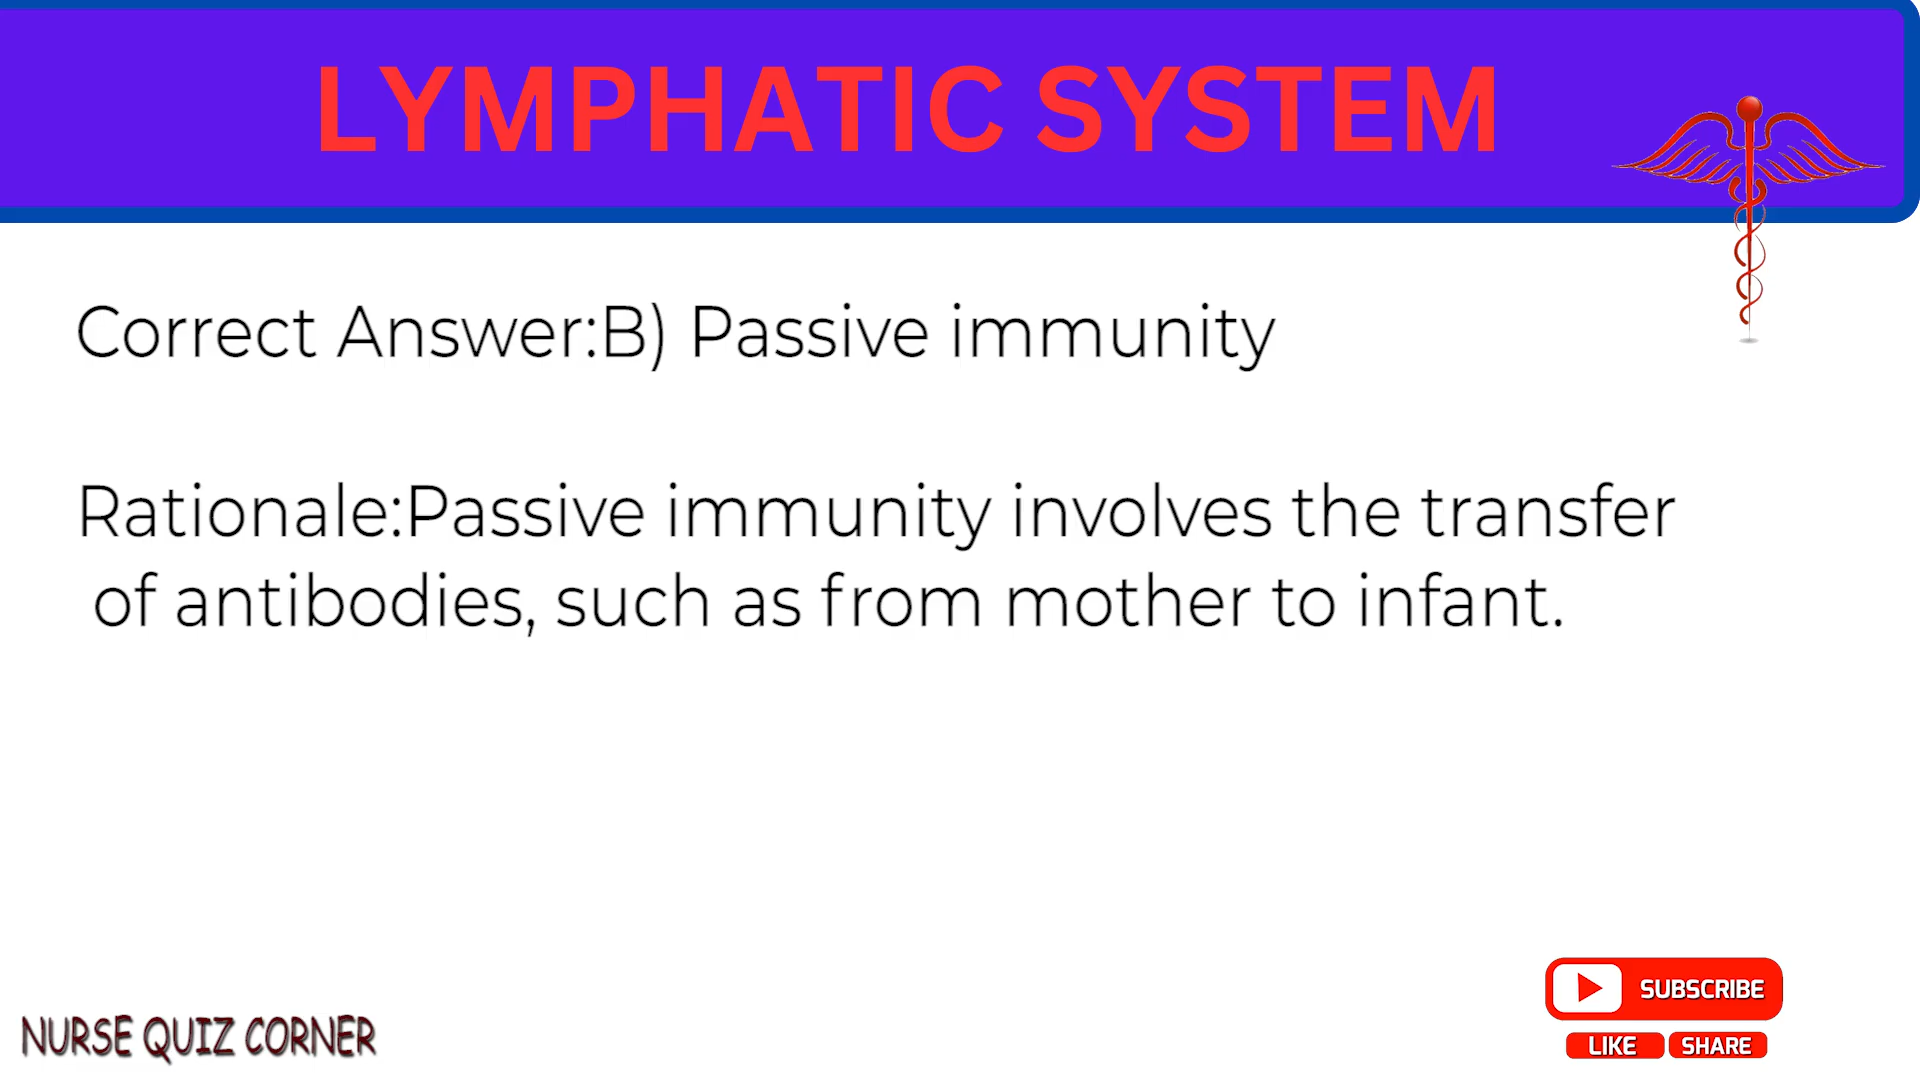 LYMPHATIC SYSTEM
Correct Answer:B) Passive immunity
Rationale:Passive immunity involves the transfer
of antibodies, such as from mother to infant.
NURSE QUIZ CORNER
SUBSCRIBE
LIKE SHARE